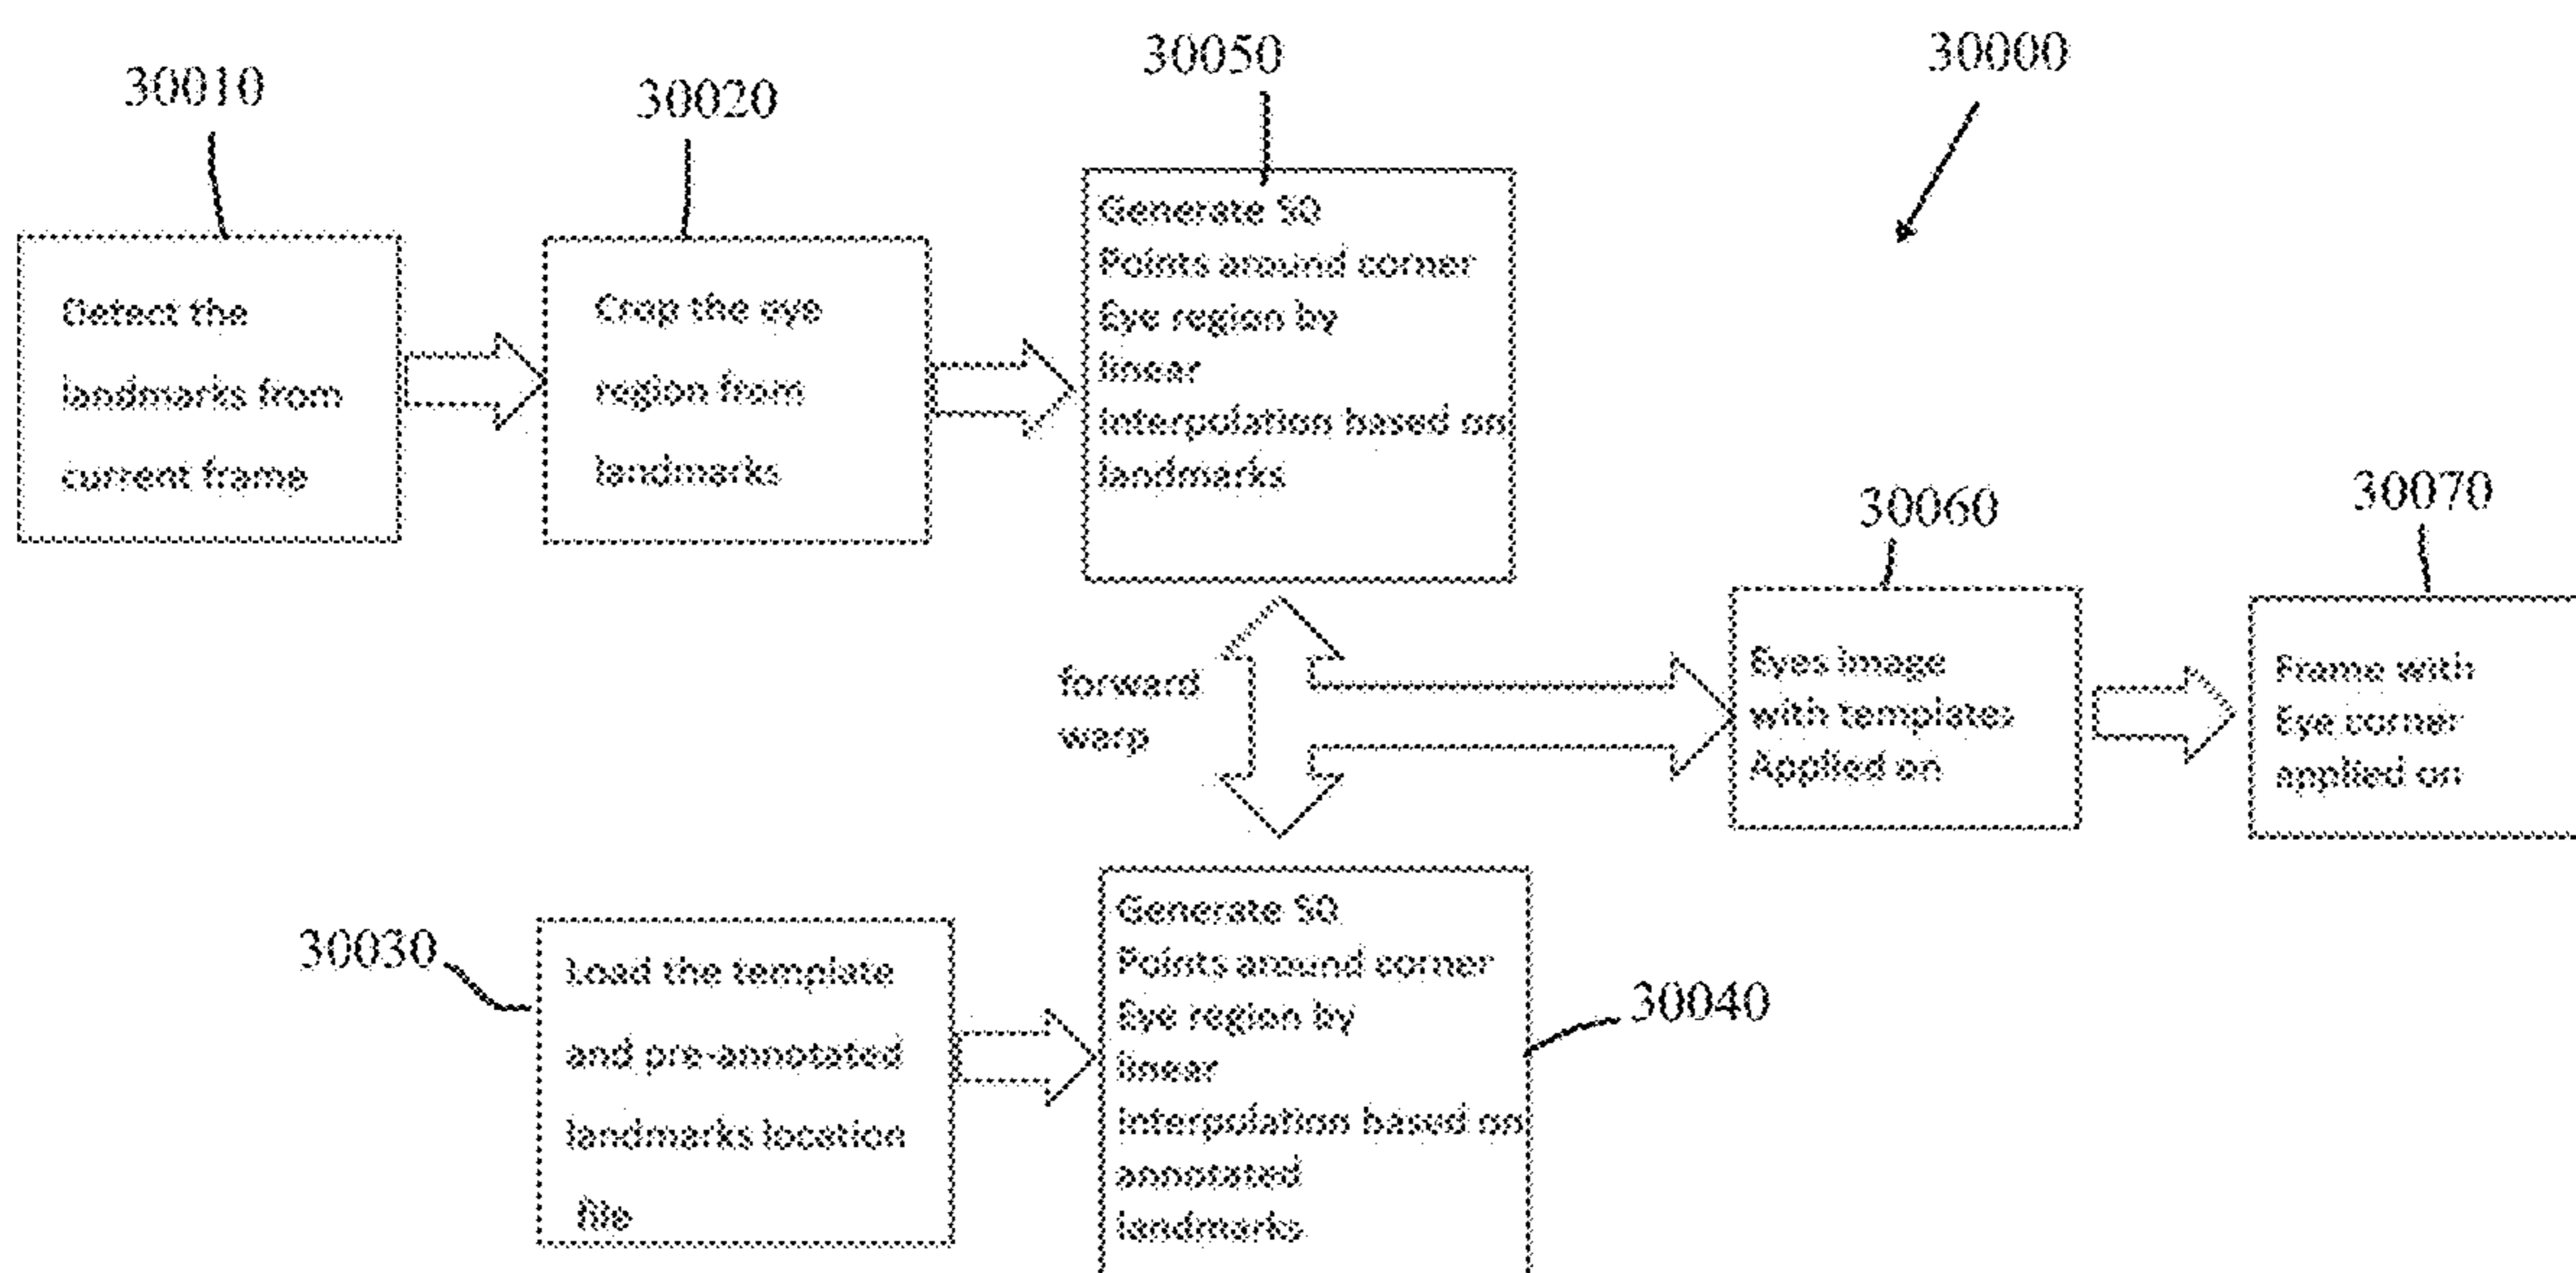 30010
30020
30050
30000
Detect the
landmarks from
current frame
Crop the eye
region from
landmarks
Generate 50
Points around corner
Eye region by
linear
Interpolation based on
landmarks
forward
warp
30060
Eyes image
with templates
Applied on
30070
Frame with
Eye corner
applied on
30030
Load the template
and pre-annotated
landmarks location
file
30040
Generate 50
Points around corner
Eye region by
linear
Interpolation based on
annotated
landmarks